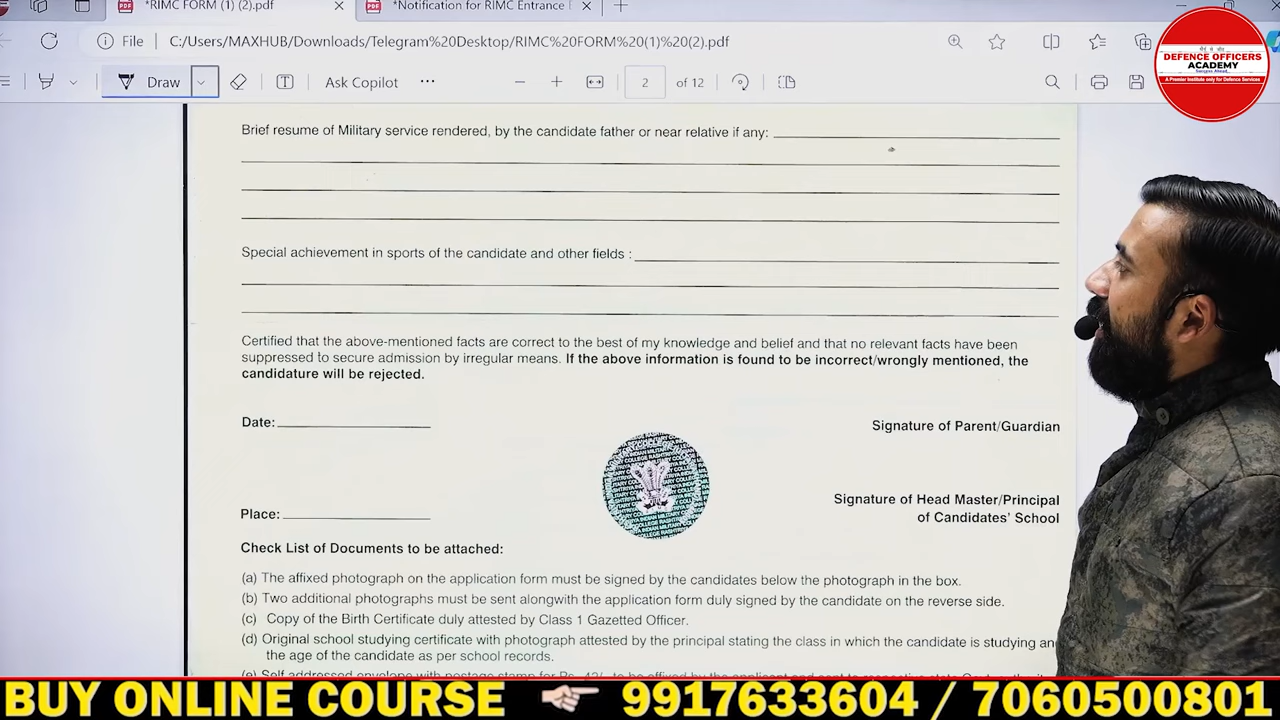 *RIMC FORM (1) (2).pdf
*Notification for RIMC Entrance
File
C:/Users/MAXHUB/Downloads/Telegram%20Desktop/RIMC%20FORM%20(1)%20(2).pdf
Draw
Ask Copilot
2 of 12
DEFENCE OFFICERS
ACADEMY
A Premier Institute only for Defence Services
Brief resume of Military service rendered, by the candidate father or near relative if any:
Special achievement in sports of the candidate and other fields :
Certified that the above-mentioned facts are correct to the best of my knowledge and belief and that no relevant facts have been
suppressed to secure admission by irregular means. If the above information is found to be incorrect/wrongly mentioned, the
candidature will be rejected.
Date:
Signature of Parent/Guardian
Signature of Head Master/Principal
of Candidates' School
Place:
Check List of Documents to be attached:
(a) The affixed photograph on the application form must be signed by the candidates below the photograph in the box.
(b) Two additional photographs must be sent alongwith the application form duly signed by the candidate on the reverse side.
(c) Copy of the Birth Certificate duly attested by Class 1 Gazetted Officer.
(d) Original school studying certificate with photograph attested by the principal stating the class in which the candidate is studying
the age of the candidate as per school records.
BUY ONLINE COURSE 9917633604 / 7060500801